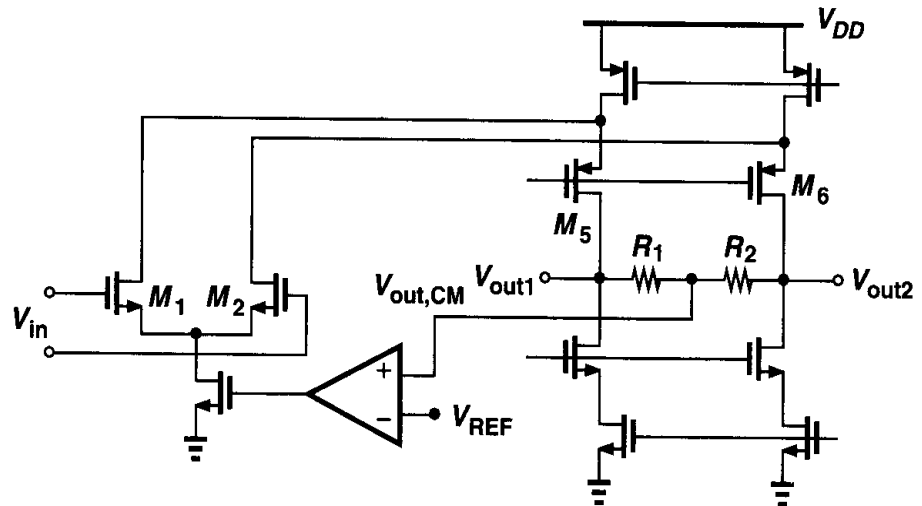 V_DD
M_5
M_6
R_1
R_2
V_out1
V_out2
V_out,CM
M_1
M_2
V_in
+
−
V_REF